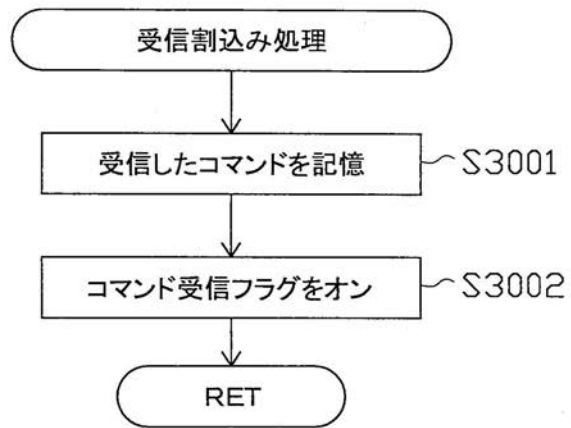 受信割込み処理
受信したコマンドを記憶
S3001
コマンド受信フラグをオン
S3002
RET